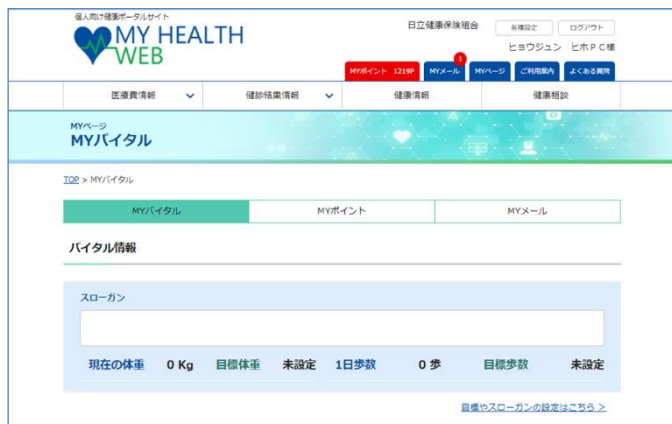 個人向け健康ポータルサイト
MY HEALTH WEB
日立健康保険組合
各種設定
ログアウト
ヒョウジュン ヒホPC様
MYポイント 1219P
MYメール
1
MYページ
ご利用案内
よくある質問
医療費情報
健診結果情報
健康情報
健康相談
MYページ
MYバイタル
TOP > MYバイタル
MYバイタル
MYポイント
MYメール
バイタル情報
スローガン
現在の体重 0 Kg 目標体重 未設定 1日歩数 0 歩 目標歩数 未設定
目標やスローガンの設定はこちら >